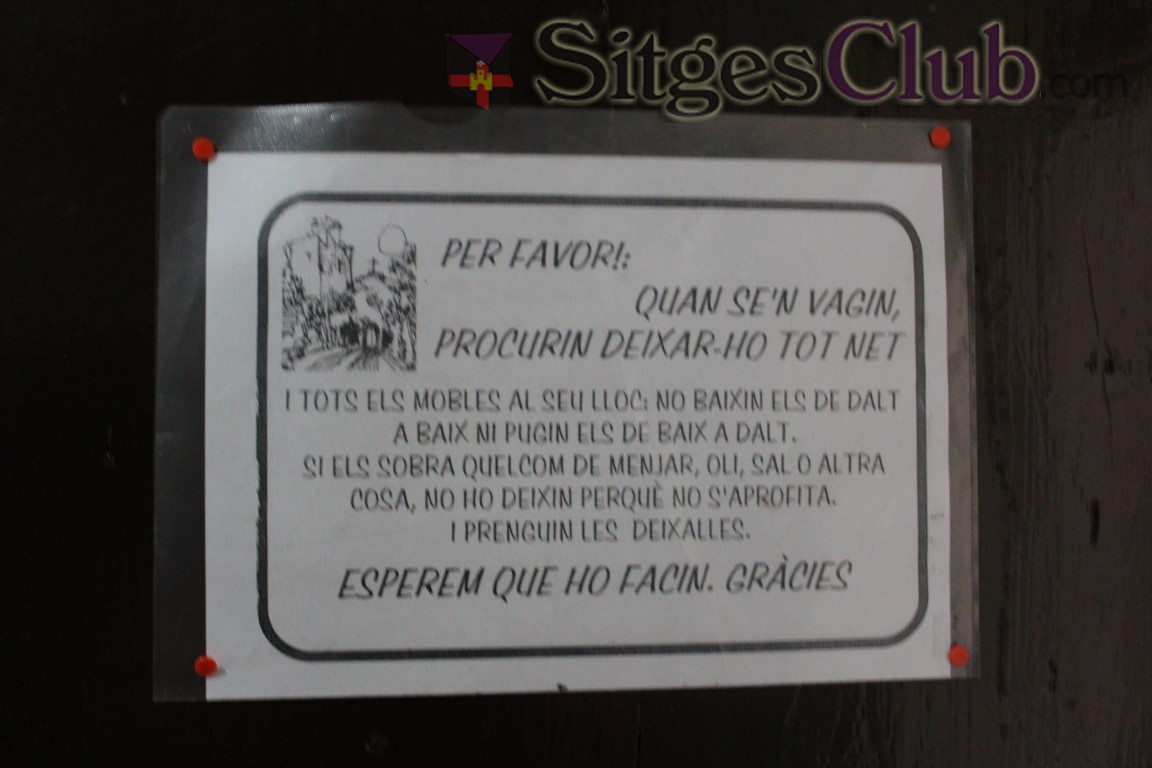 SitgesClub.com
PER FAVOR!:
QUAN SE'N VAGIN,
PROCURIN DEIXAR-HO TOT NET
I TOTS ELS MOBLES AL SEU LLOC: NO BAIXIN ELS DE DALT
A BAIX NI PUGIN ELS DE BAIX A DALT.
SI ELS SOBRA QUELCOM DE MENJAR, OLI, SAL O ALTRA
COSA, NO HO DEIXIN PERQUÈ NO S'APROFITA.
I PRENGUIN LES DEIXALLES.
ESPEREM QUE HO FACIN. GRÀCIES